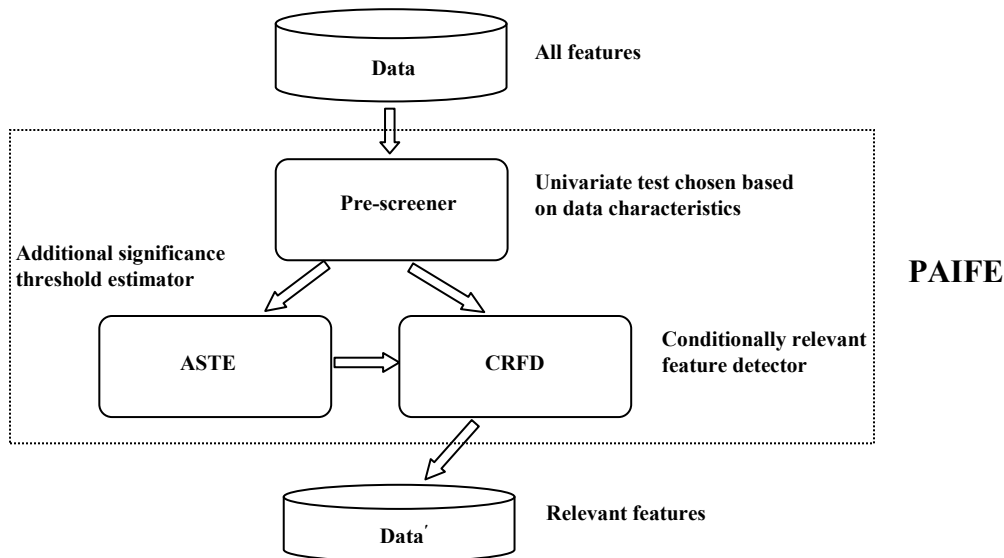 All features
Data
Univariate test chosen based
on data characteristics
Pre-screener
Additional significance
threshold estimator
PAIFE
ASTE
CRFD
Conditionally relevant
feature detector
Relevant features
Data′